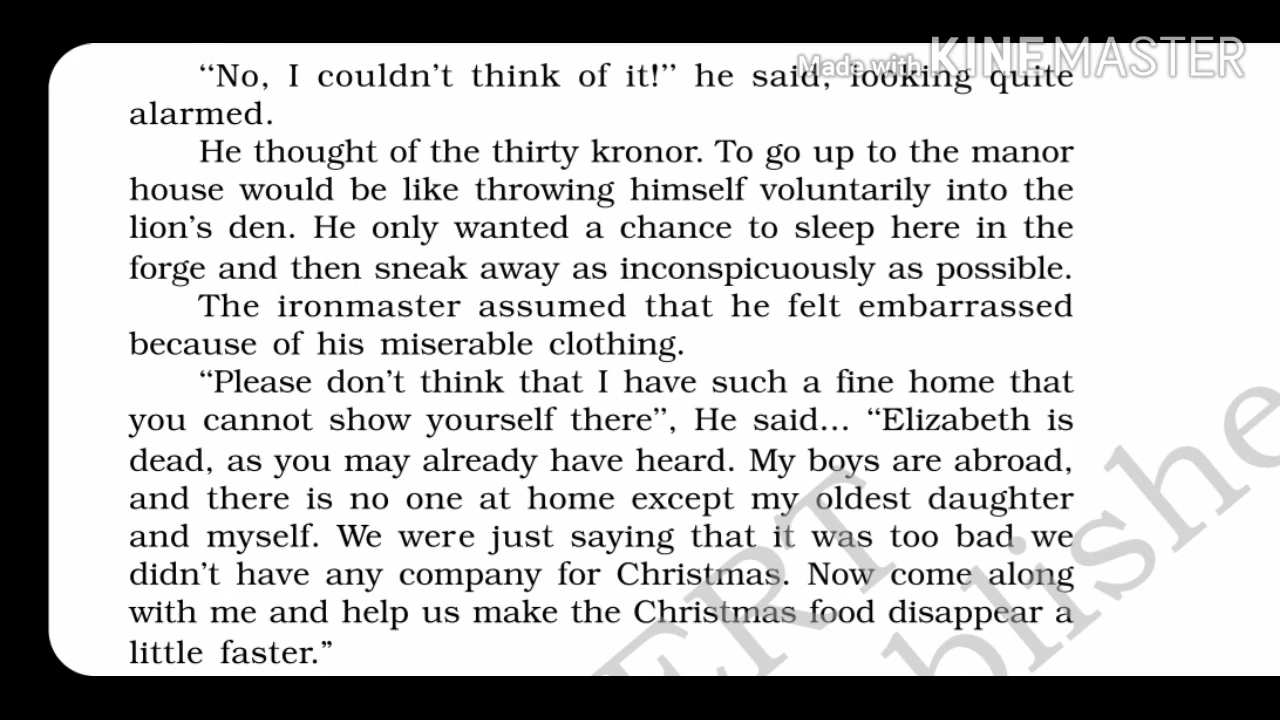 Made with KINEMASTER
‘‘No, I couldn’t think of it!’’ he said, looking quite
alarmed.
He thought of the thirty kronor. To go up to the manor
house would be like throwing himself voluntarily into the
lion’s den. He only wanted a chance to sleep here in the
forge and then sneak away as inconspicuously as possible.
The ironmaster assumed that he felt embarrassed
because of his miserable clothing.
‘‘Please don’t think that I have such a fine home that
you cannot show yourself there’’, He said... ‘‘Elizabeth is
dead, as you may already have heard. My boys are abroad,
and there is no one at home except my oldest daughter
and myself. We were just saying that it was too bad we
didn’t have any company for Christmas. Now come along
with me and help us make the Christmas food disappear a
little faster.”
ERT
blishe